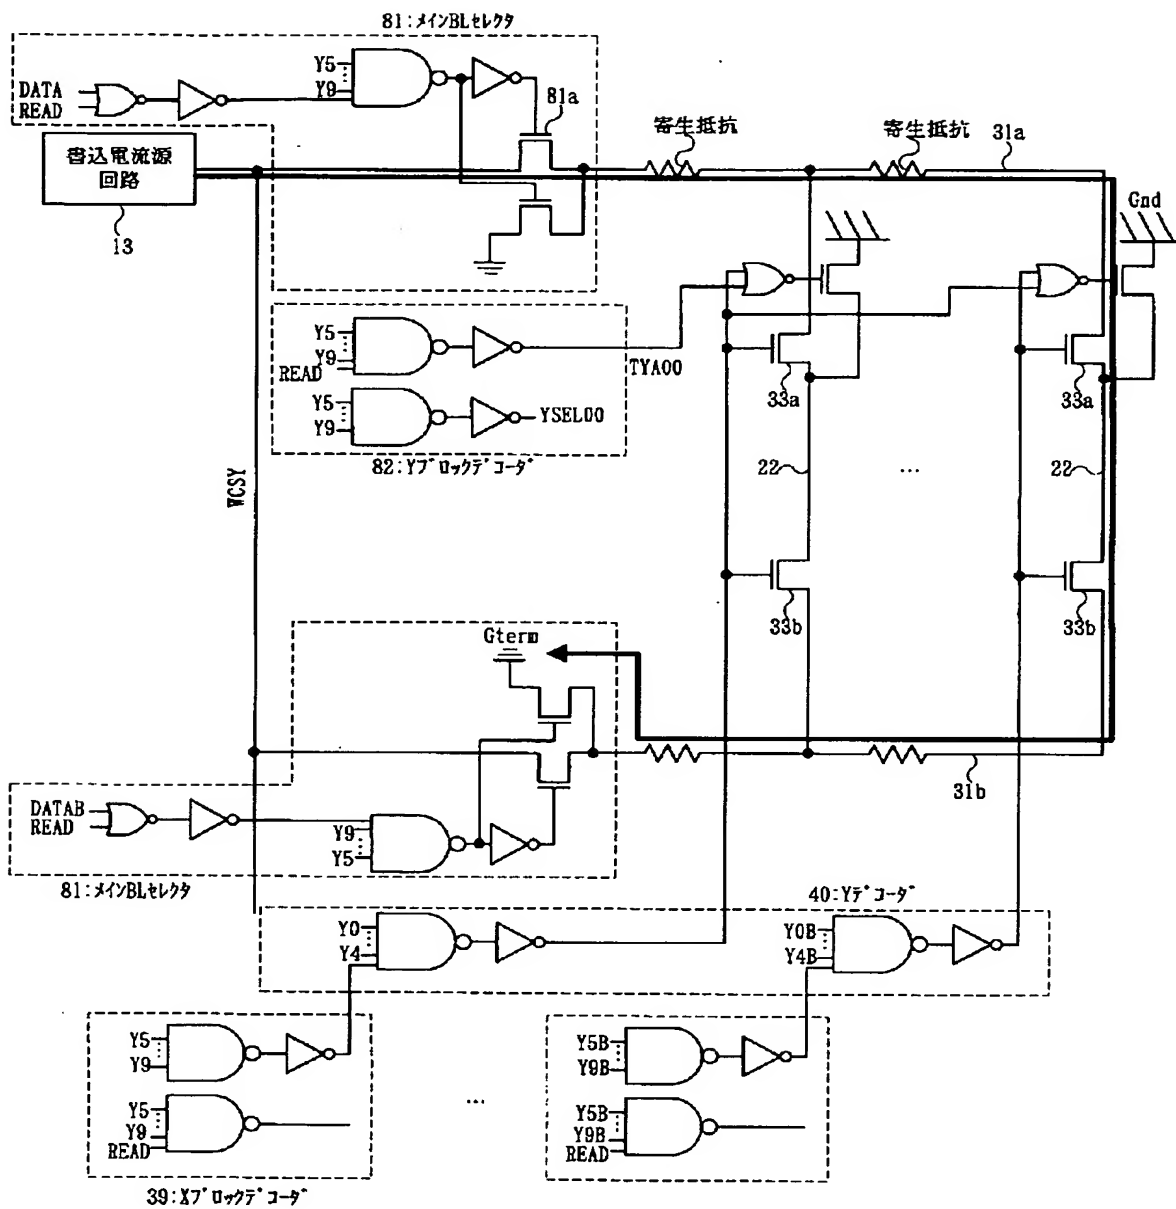 81:メインBLセレクタ
Y5
Y9
DATA
READ
81a
書込電流源
回路
13
寄生抵抗
寄生抵抗
31a
Gnd
Y5
Y9
READ
TYA00
Y5
Y9
YSEL00
82:Yブロックデコーダ
33a
33a
WCSY
22
...
22
33b
33b
Gterm
31b
DATAB
READ
Y9
Y5
81:メインBLセレクタ
40:Yデコーダ
Y0
Y4
Y0B
Y4B
Y5
Y9
Y5B
Y9B
...
Y5
Y9
READ
Y5B
Y9B
READ
39:Xブロックデコーダ